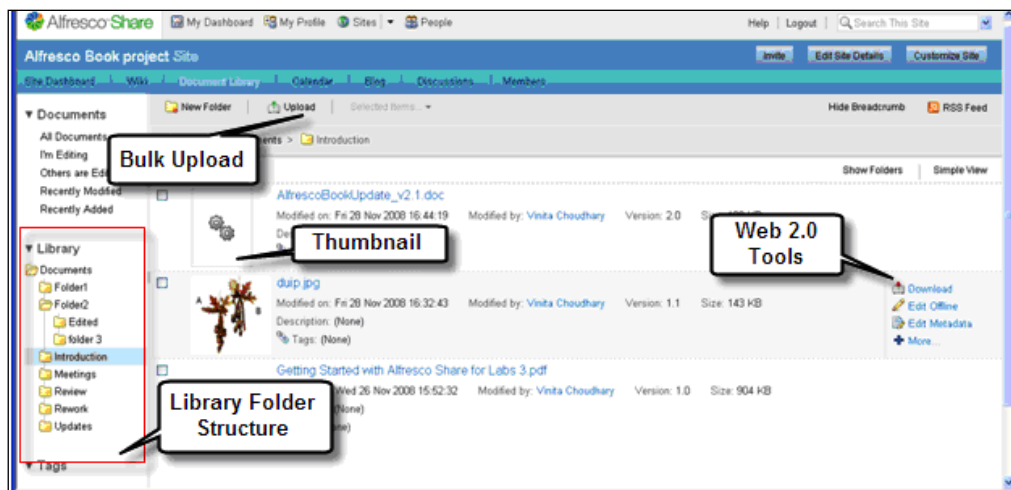 Alfresco Share My Dashboard My Profile Sites People Help Logout Search This Site
Alfresco Book project Site Invite Edit Site Details Customize Site
Site Dashboard Wiki Document Library Calendar Blog Discussions Members
Documents
All Documents
I'm Editing
Others are
Recently Modified
Recently Added
Library
Documents
Folder1
Folder2
Edited
folder 3
Introduction
Meetings
Review
Rework
Updates
Tags
New Folder Upload Selected Items... Hide Breadcrumb RSS Feed
> Introduction
Bulk Upload
Show Folders Simple View
AlfrescoBookUpdate_v2.1.doc
Modified on: Fri 28 Nov 2008 16:44:19 Modified by: Vinita Choudhary Version: 2.0
Thumbnail
Web 2.0
Tools
duip.jpg
Modified on: Fri 28 Nov 2008 16:32:43 Modified by: Vinita Choudhary Version: 1.1 Size: 143 KB
Description: (None)
Tags: (None)
A
B
Download
Edit Offline
Edit Metadata
More...
Getting Started with Alfresco Share for Labs 3.pdf
Wed 26 Nov 2008 15:52:32 Modified by: Vinita Choudhary Version: 1.0 Size: 904 KB
Library Folder
Structure